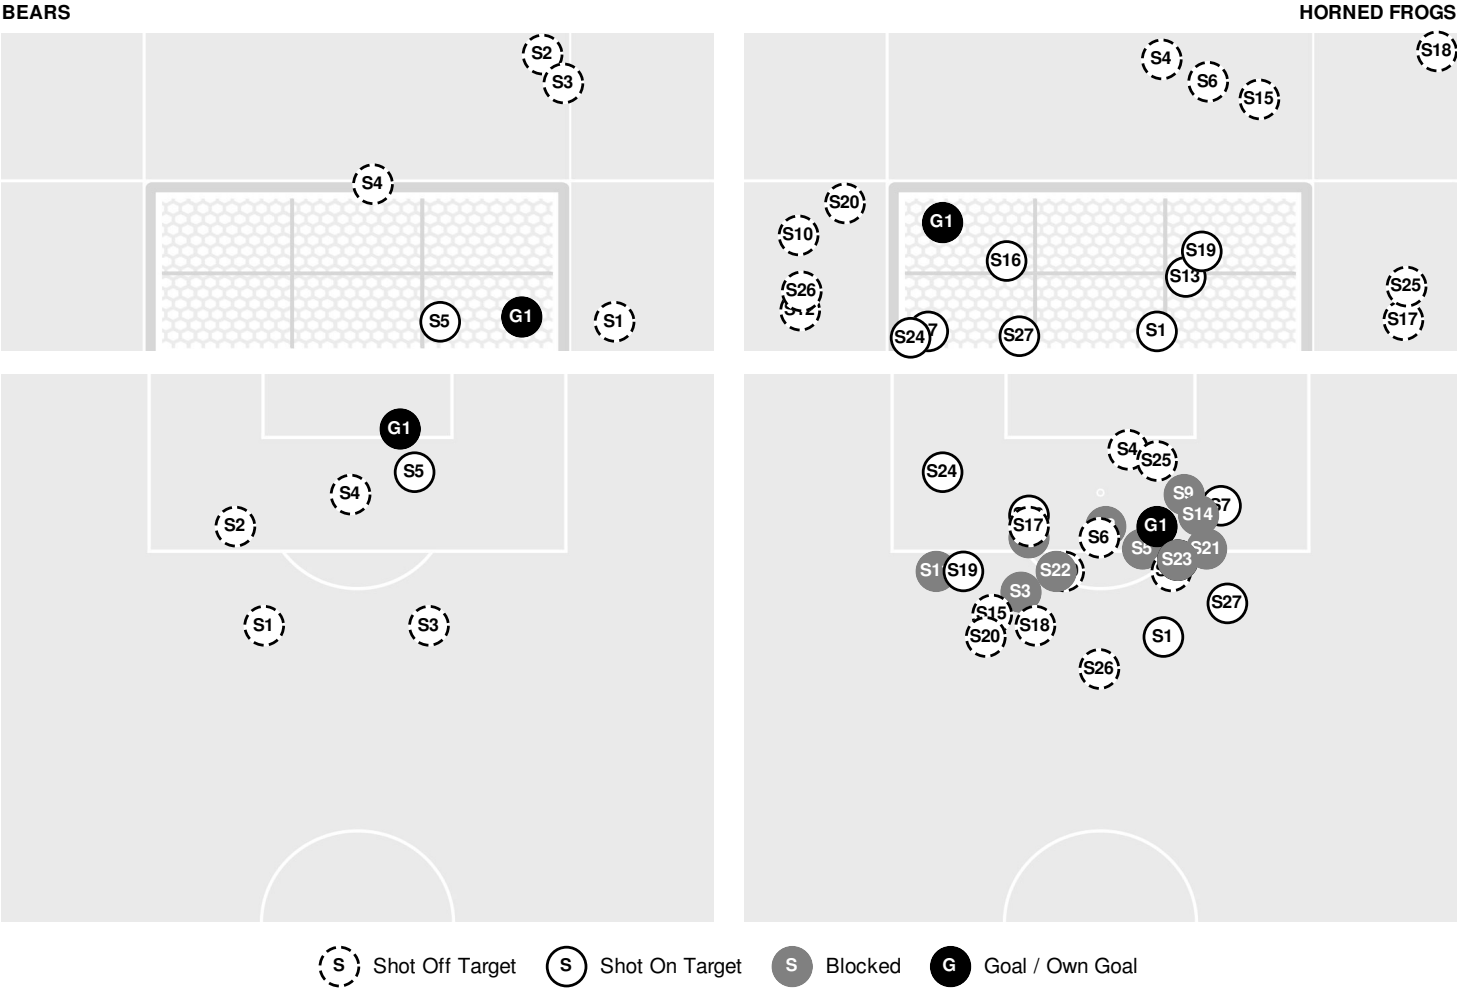 BEARS
HORNED FROGS
S2
S3
S4
S5
G1
S1
S4
S6
S15
S18
S20
S10
S26
G1
S16
S19
S13
S25
S17
S24
7
S27
S1
G1
S5
S4
S2
S1
S3
S4
S25
S24
S9
S7
S14
S17
G1
S6
S5
S21
S23
S1
S19
S22
S3
S27
S15
S18
S20
S1
S26
S Shot Off Target
S Shot On Target
S Blocked
G Goal / Own Goal